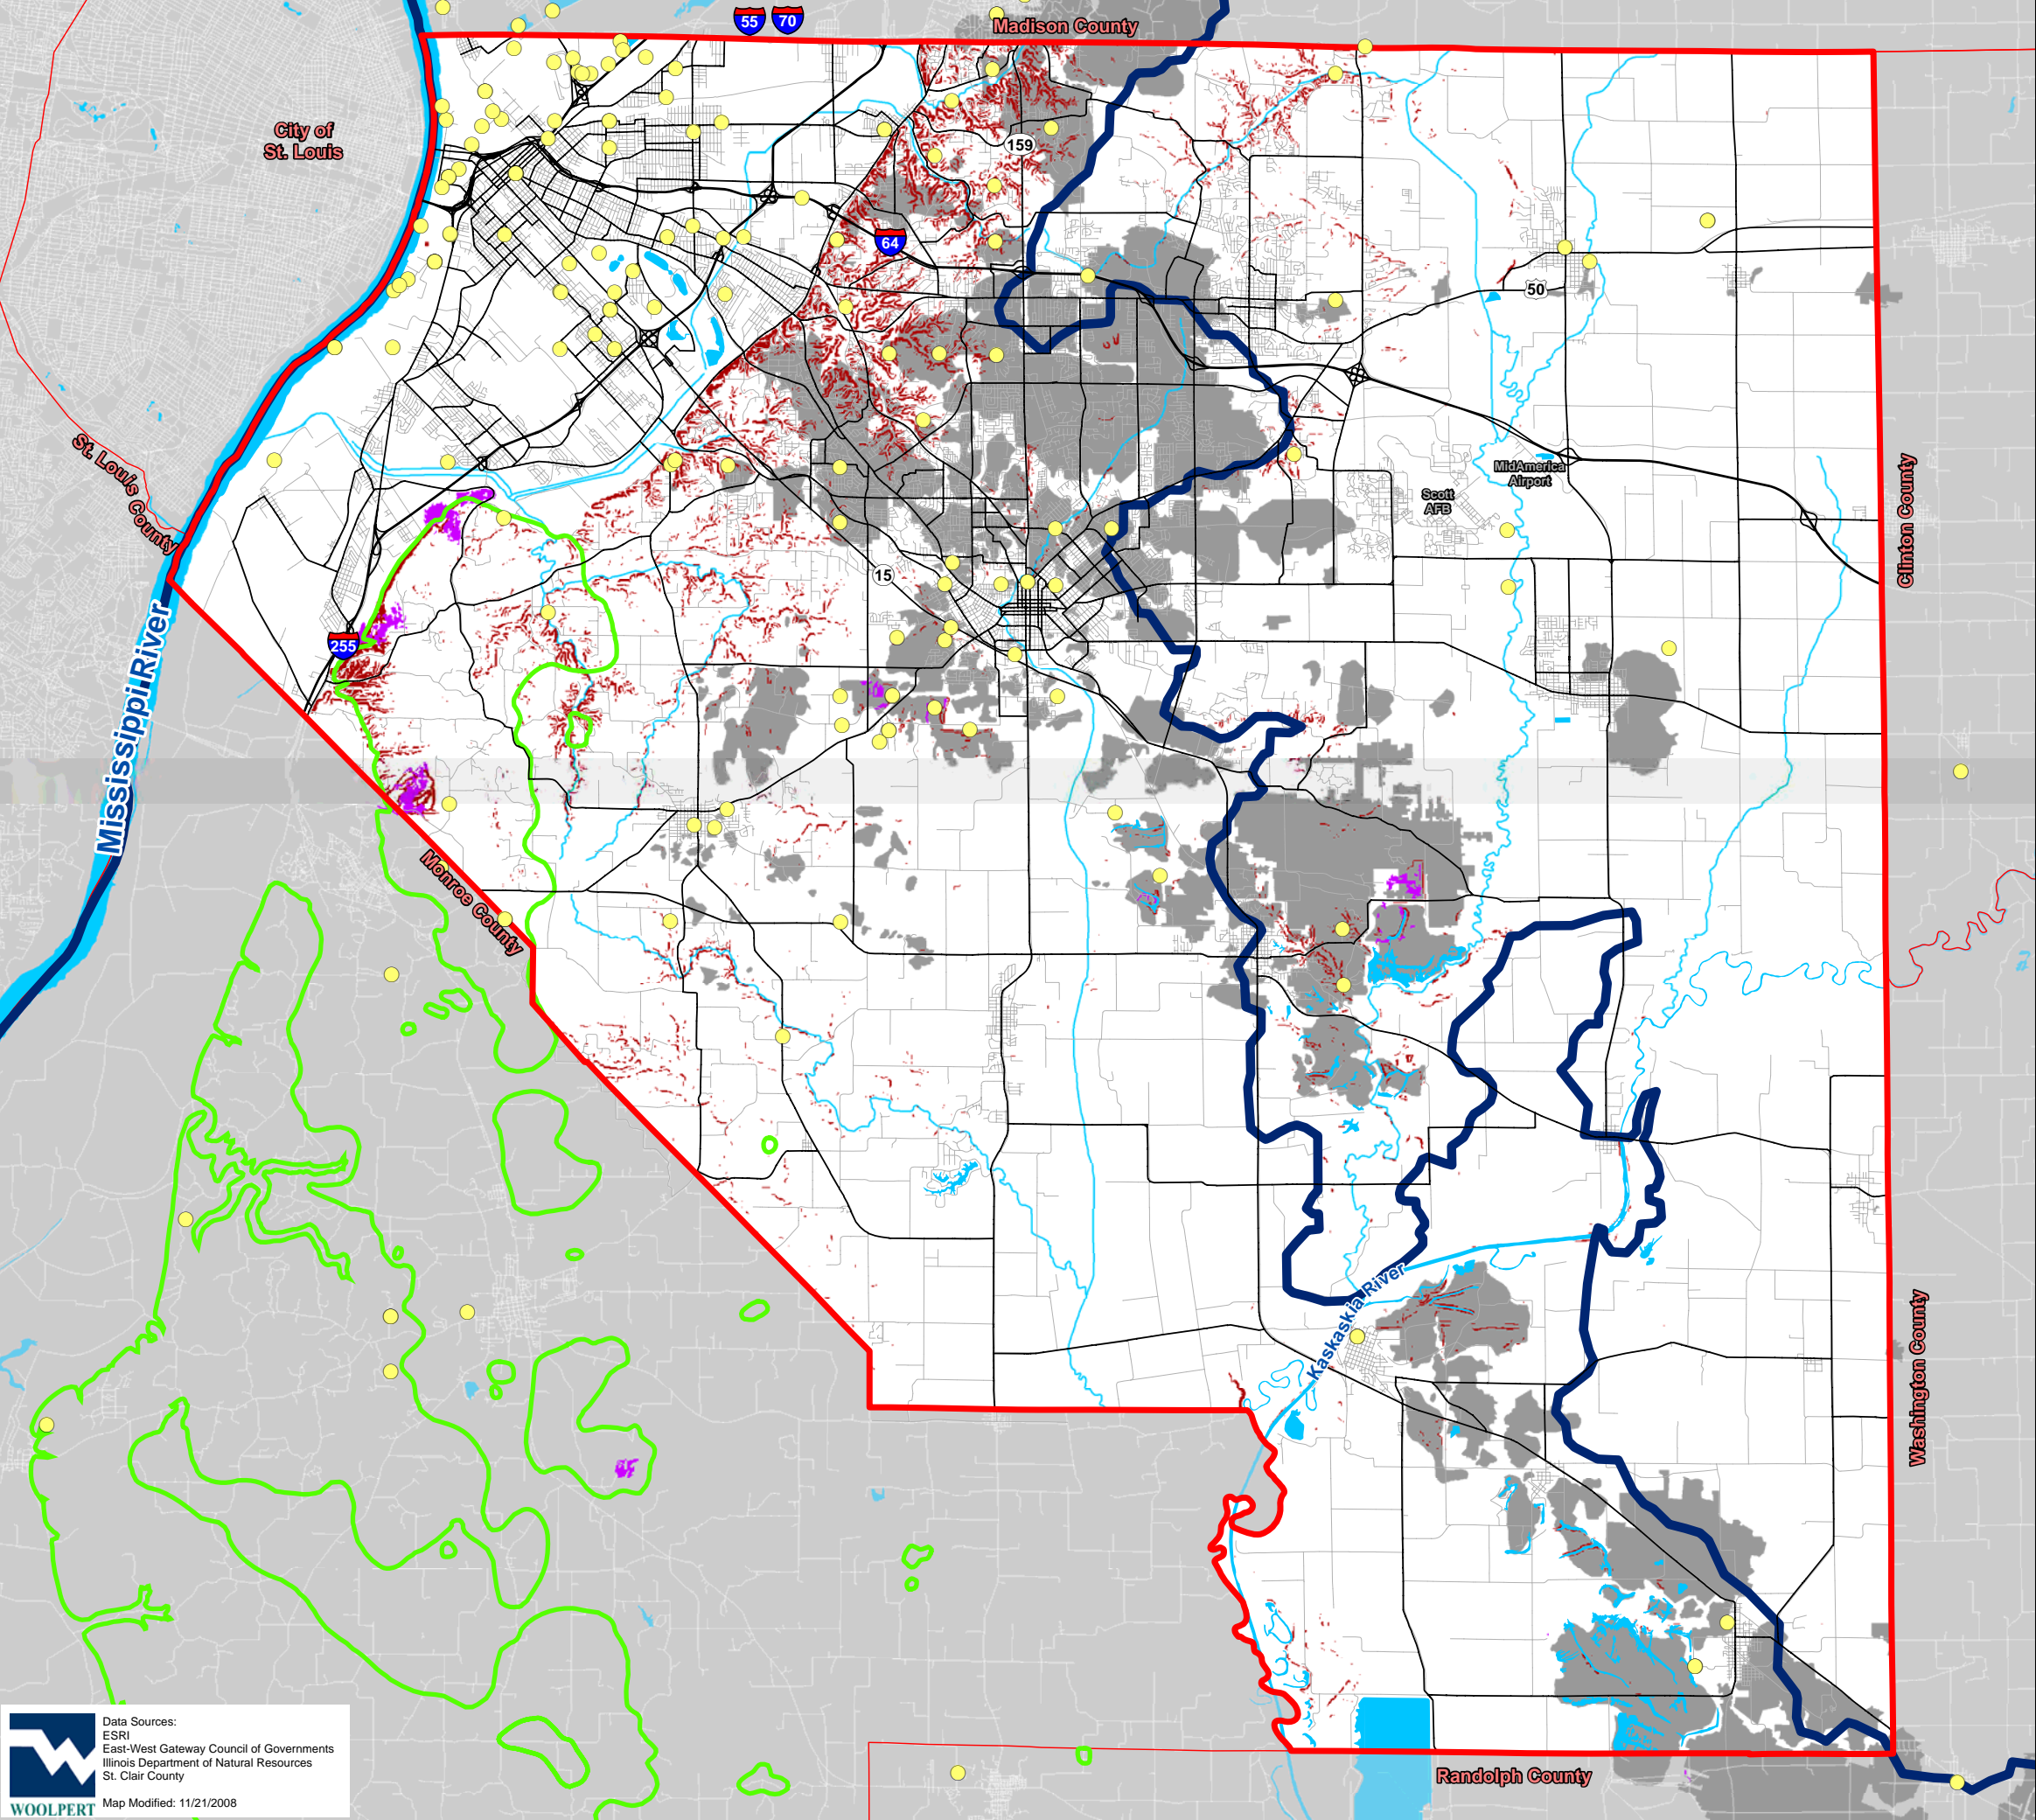 55
70
Madison County
City of
St. Louis
159
64
50
St. Louis County
MidAmerica
Airport
Scott
AFB
Clinton County
15
255
Mississippi River
Monroe County
Kaskaskia River
Washington County
Randolph County
Data Sources:
ESRI
East-West Gateway Council of Governments
Illinois Department of Natural Resources
St. Clair County
Map Modified: 11/21/2008
WOOLPERT